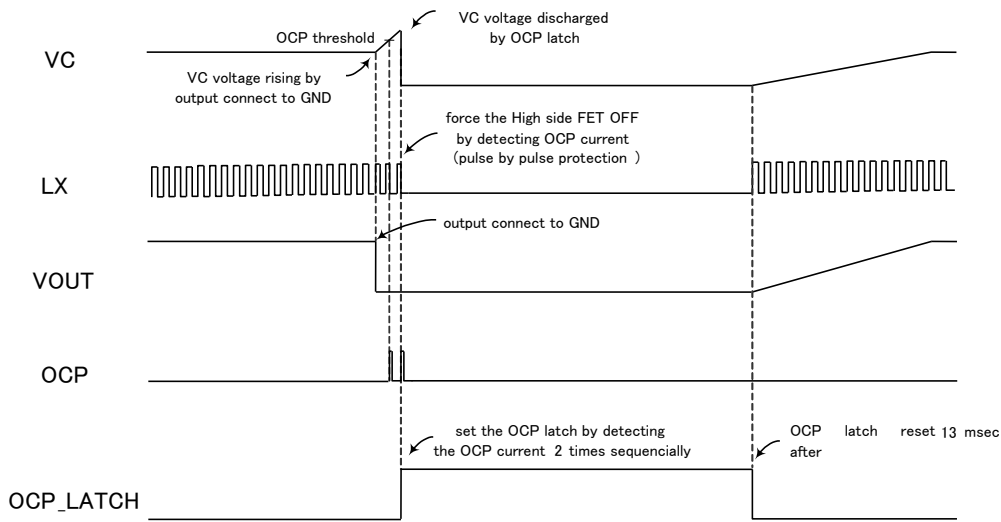 VC voltage discharged
by OCP latch
OCP threshold
VC
VC voltage rising by
output connect to GND
force the High side FET OFF
by detecting OCP current
(pulse by pulse protection )
LX
output connect to GND
VOUT
OCP
set the OCP latch by detecting
the OCP current 2 times sequencially
OCP latch reset 13 msec
after
OCP_LATCH